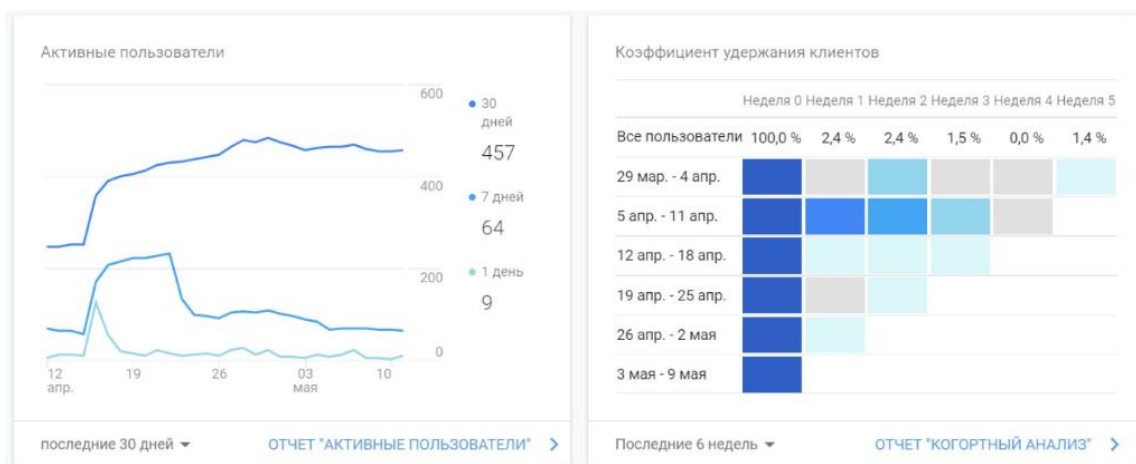 Активные пользователи
600
400
200
0
30
дней
457
7 дней
64
1 день
9
12
апр.
19
26
03
мая
10
последние 30 дней
ОТЧЕТ "АКТИВНЫЕ ПОЛЬЗОВАТЕЛИ"
Коэффициент удержания клиентов
Неделя 0 Неделя 1 Неделя 2 Неделя 3 Неделя 4 Неделя 5
Все пользователи 100,0 % 2,4 % 2,4 % 1,5 % 0,0 % 1,4 %
29 мар. - 4 апр.
5 апр. - 11 апр.
12 апр. - 18 апр.
19 апр. - 25 апр.
26 апр. - 2 мая
3 мая - 9 мая
Последние 6 недель
ОТЧЕТ "КОГОРТНЫЙ АНАЛИЗ"